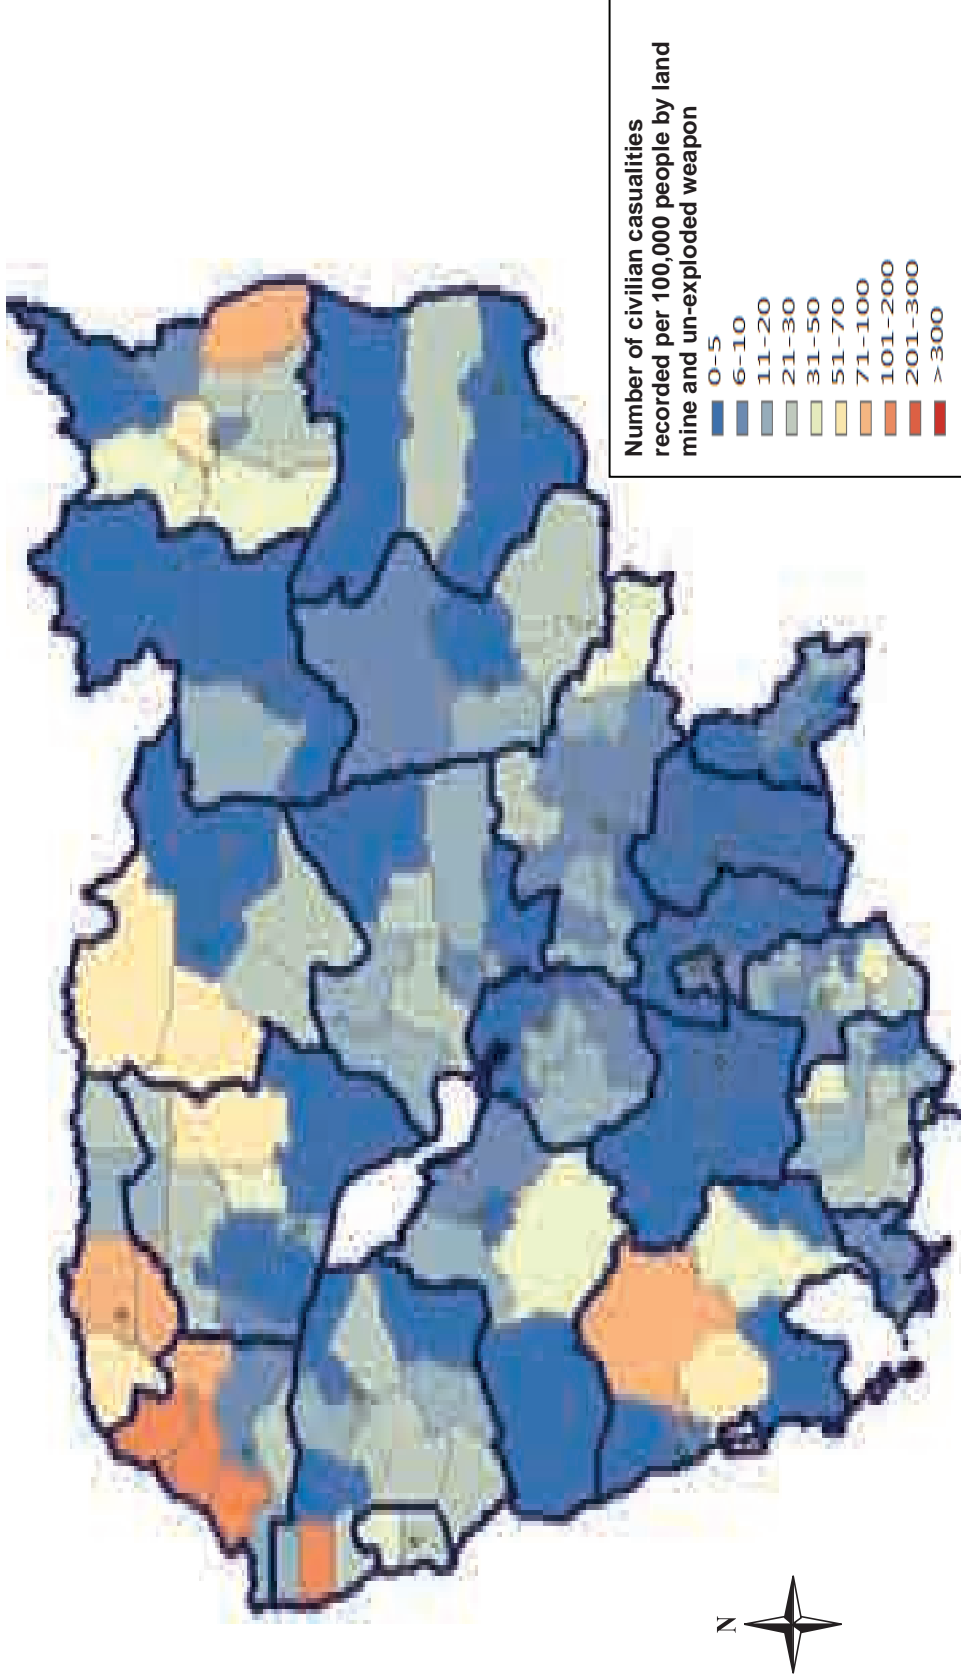 Number of civilian casualities
recorded per 100,000 people by land
mine and un-exploded weapon
0-5
6-10
11-20
21-30
31-50
51-70
71-100
101-200
201-300
>300
N